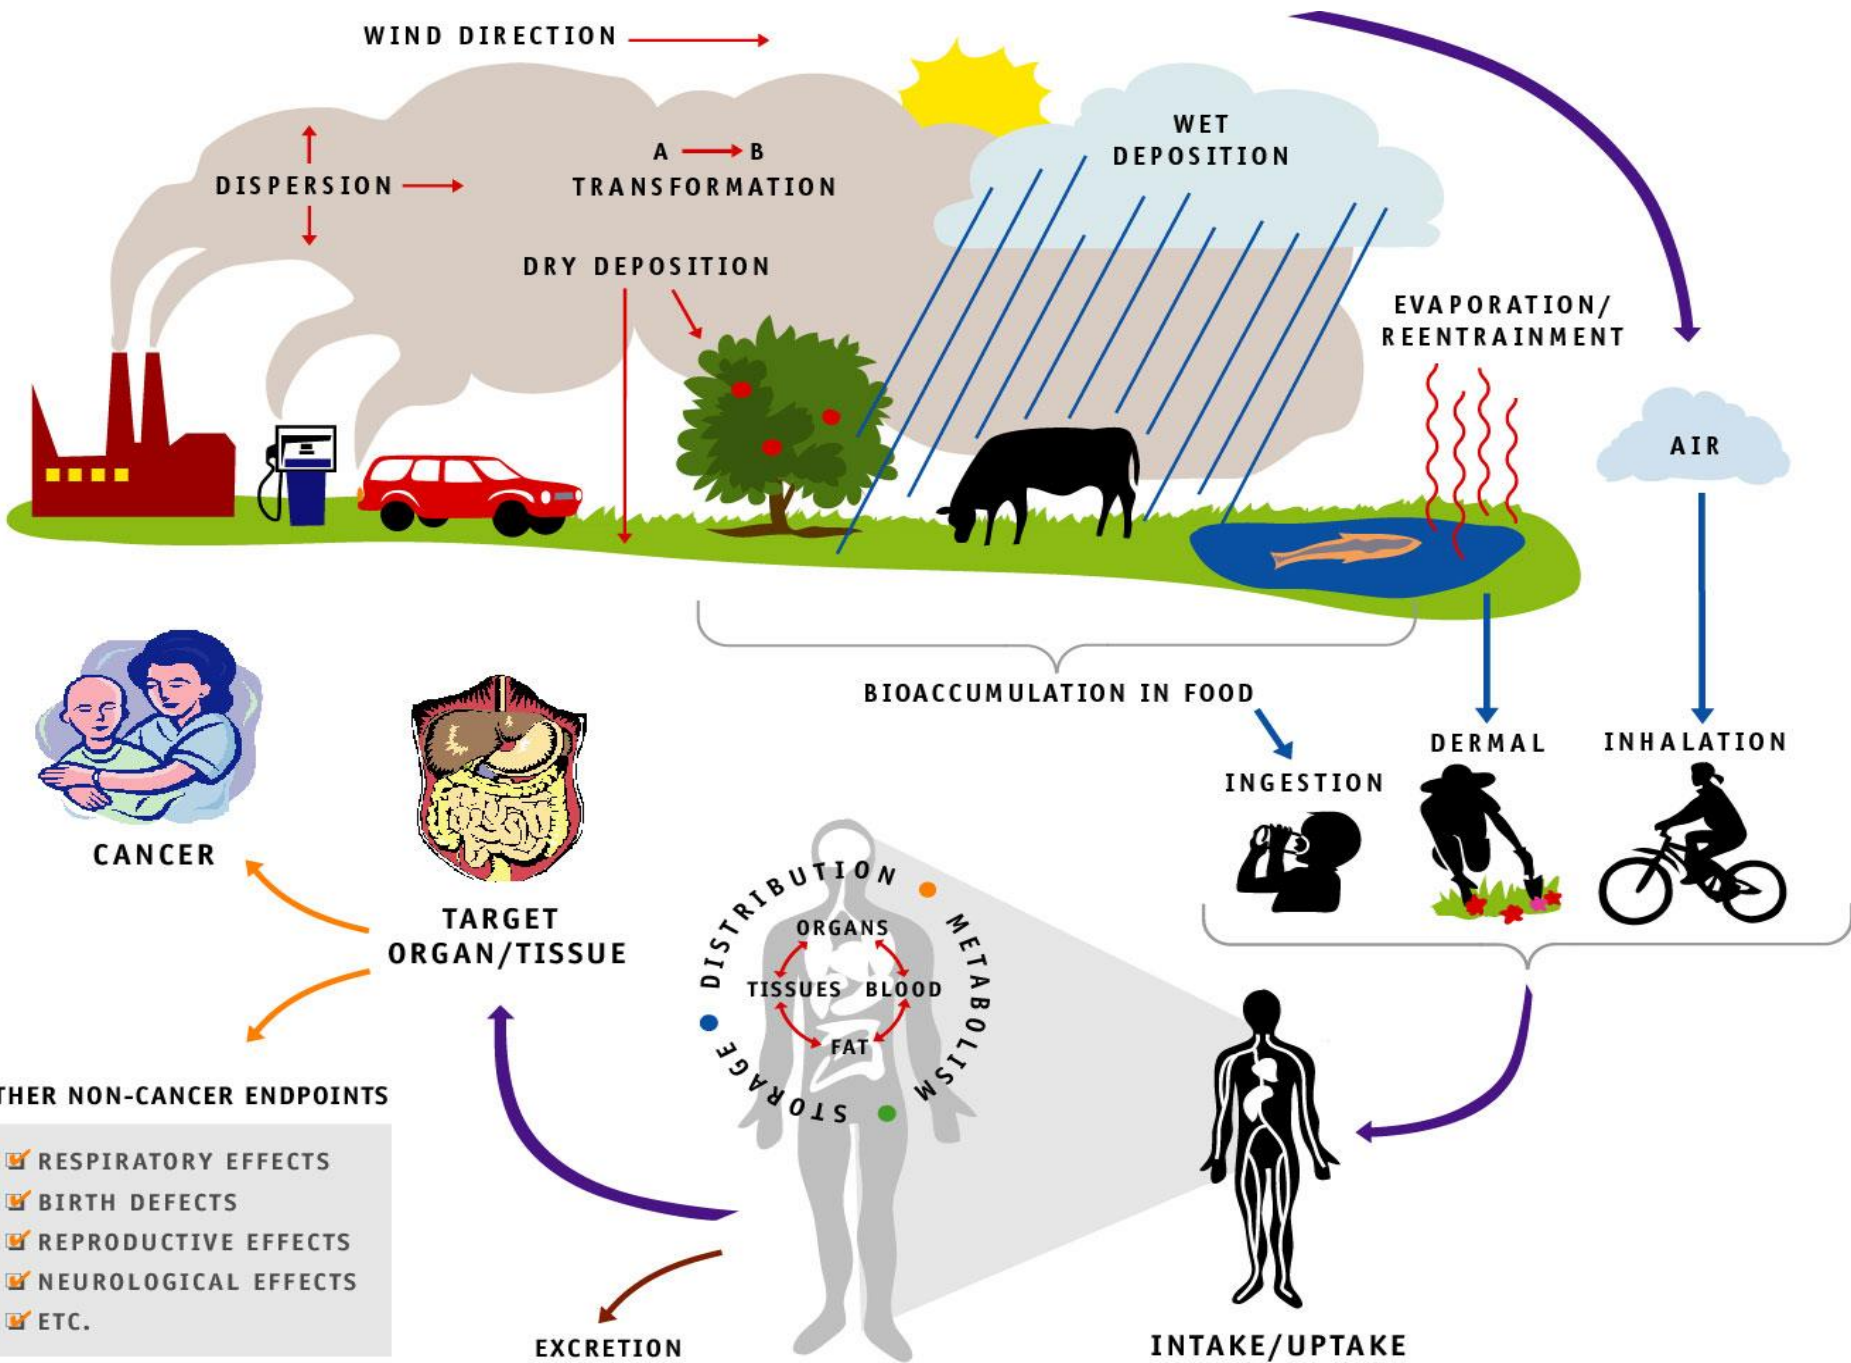 WIND DIRECTION
WET
DEPOSITION
A B
TRANSFORMATION
DISPERSION
DRY DEPOSITION
EVAPORATION/
REENTRAINMENT
AIR
BIOACCUMULATION IN FOOD
DERMAL
INHALATION
INGESTION
CANCER
TARGET
ORGAN/TISSUE
DISTRIBUTION
METABOLISM
STORAGE
ORGANS
TISSUES BLOOD
FAT
THER NON-CANCER ENDPOINTS
RESPIRATORY EFFECTS
BIRTH DEFECTS
REPRODUCTIVE EFFECTS
NEUROLOGICAL EFFECTS
ETC.
EXCRETION
INTAKE/UPTAKE